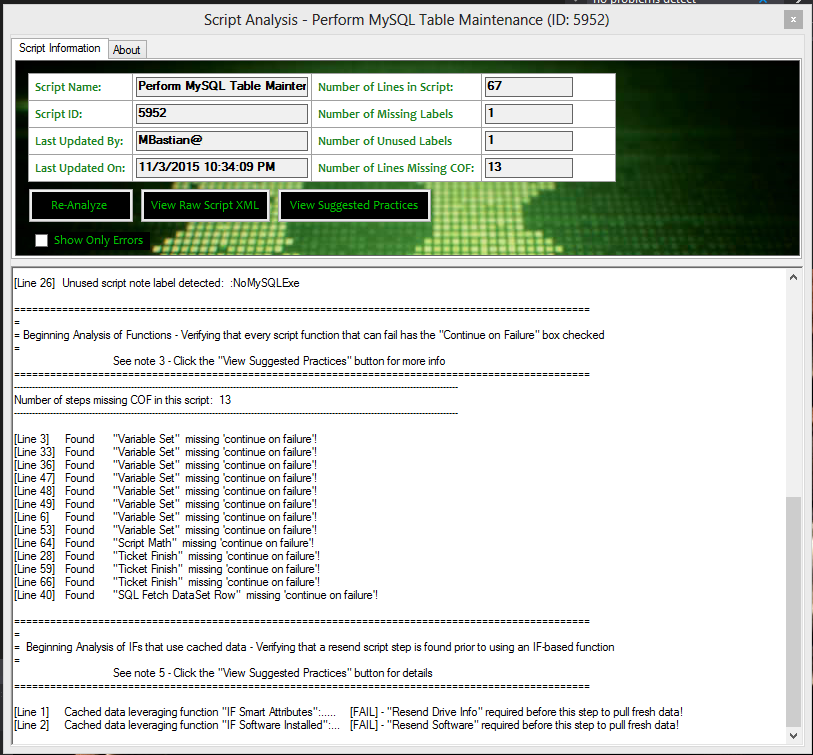 no problems detect
Script Analysis - Perform MySQL Table Maintenance (ID: 5952)
x
Script Information
About
Script Name: Perform MySQL Table Mainter Number of Lines in Script: 67
Script ID: 5952 Number of Missing Labels 1
Last Updated By: MBastian@ Number of Unused Labels 1
Last Updated On: 11/3/2015 10:34:09 PM Number of Lines Missing COF: 13
Re-Analyze View Raw Script XML View Suggested Practices
Show Only Errors
[Line 26] Unused script note label detected: :NoMySQLExe
================================================================================================
=
= Beginning Analysis of Functions - Verifying that every script function that can fail has the "Continue on Failure" box checked
=
See note 3 - Click the "View Suggested Practices" button for more info
================================================================================================
----------------------------------------------------------------------------------------------------------------------------------------------------
Number of steps missing COF in this script: 13
----------------------------------------------------------------------------------------------------------------------------------------------------
[Line 3] Found "Variable Set" missing 'continue on failure'!
[Line 33] Found "Variable Set" missing 'continue on failure'!
[Line 36] Found "Variable Set" missing 'continue on failure'!
[Line 47] Found "Variable Set" missing 'continue on failure'!
[Line 48] Found "Variable Set" missing 'continue on failure'!
[Line 49] Found "Variable Set" missing 'continue on failure'!
[Line 6] Found "Variable Set" missing 'continue on failure'!
[Line 53] Found "Variable Set" missing 'continue on failure'!
[Line 64] Found "Script Math" missing 'continue on failure'!
[Line 28] Found "Ticket Finish" missing 'continue on failure'!
[Line 59] Found "Ticket Finish" missing 'continue on failure'!
[Line 66] Found "Ticket Finish" missing 'continue on failure'!
[Line 40] Found "SQL Fetch DataSet Row" missing 'continue on failure'!
================================================================================================
=
= Beginning Analysis of IFs that use cached data - Verifying that a resend script step is found prior to using an IF-based function
=
See note 5 - Click the "View Suggested Practices" button for details
================================================================================================
[Line 1] Cached data leveraging function "IF Smart Attributes":..... [FAIL] - "Resend Drive Info" required before this step to pull fresh data!
[Line 2] Cached data leveraging function "IF Software Installed":... [FAIL] - "Resend Software" required before this step to pull fresh data!